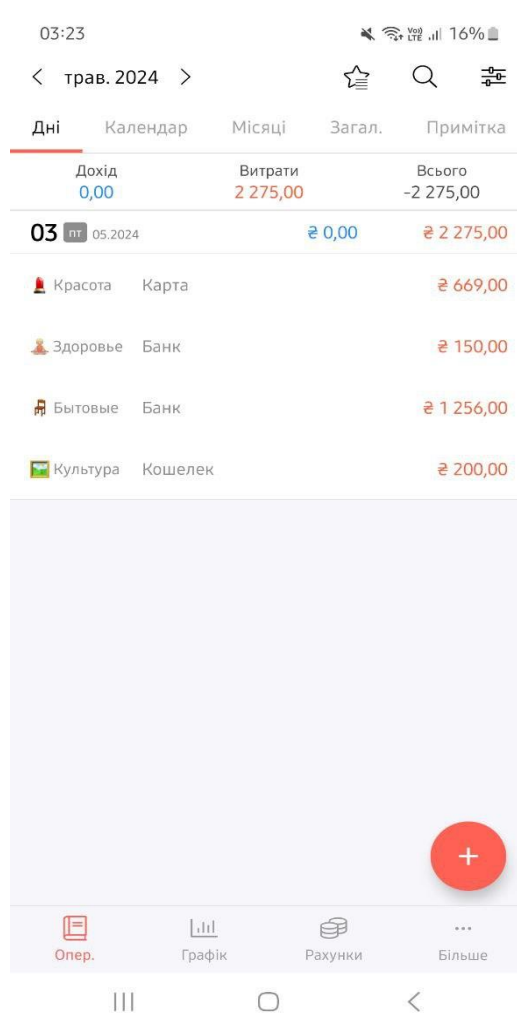 03:23 Vo)) LTE 16%
трав. 2024
Дні Календар Місяці Загал. Примітка
Дохід Витрати Всього
0,00 2 275,00 -2 275,00
03 пт 05.2024 ₴ 0,00 ₴ 2 275,00
Красота Карта ₴ 669,00
Здоровье Банк ₴ 150,00
Бытовые Банк ₴ 1 256,00
Культура Кошелек ₴ 200,00
+
Опер. Графік Рахунки Більше